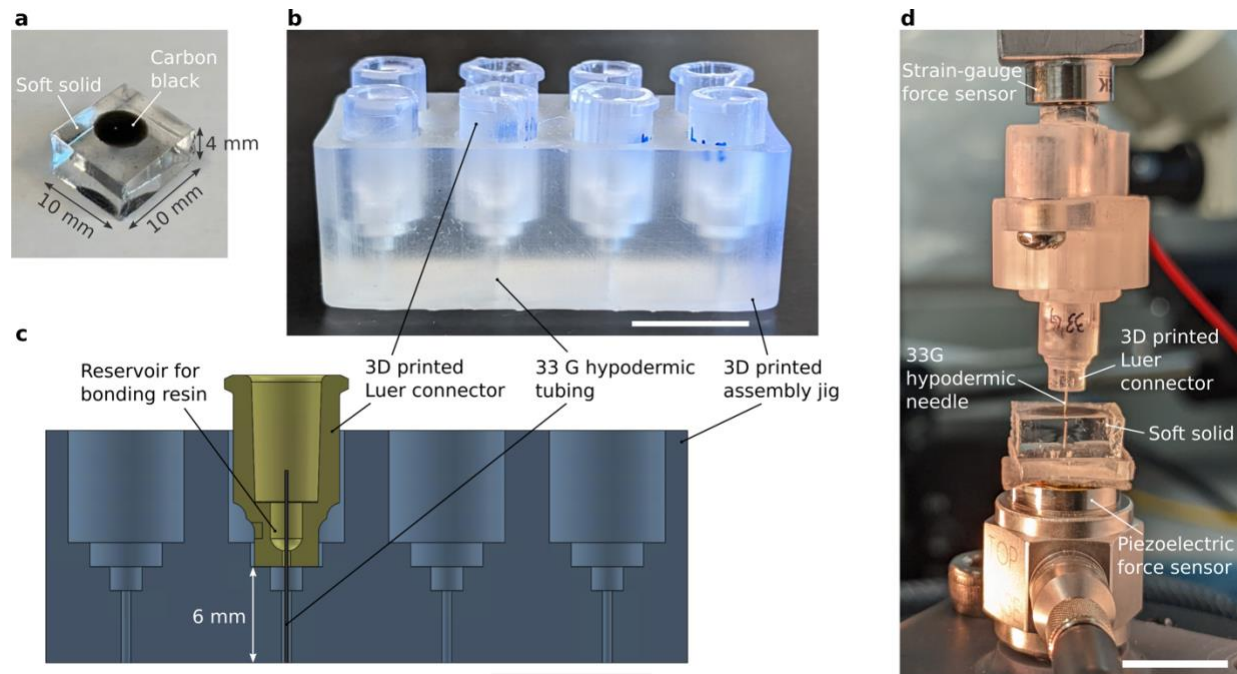 a
Soft solid
Carbon
black
4 mm
10 mm
10 mm
b
c
Reservoir for
bonding resin
3D printed
Luer connector
33 G hypodermic
tubing
3D printed
assembly jig
6 mm
d
Strain-gauge
force sensor
33G
hypodermic
needle
33G
3D printed
Luer
connector
Soft solid
TOP
Piezoelectric
force sensor